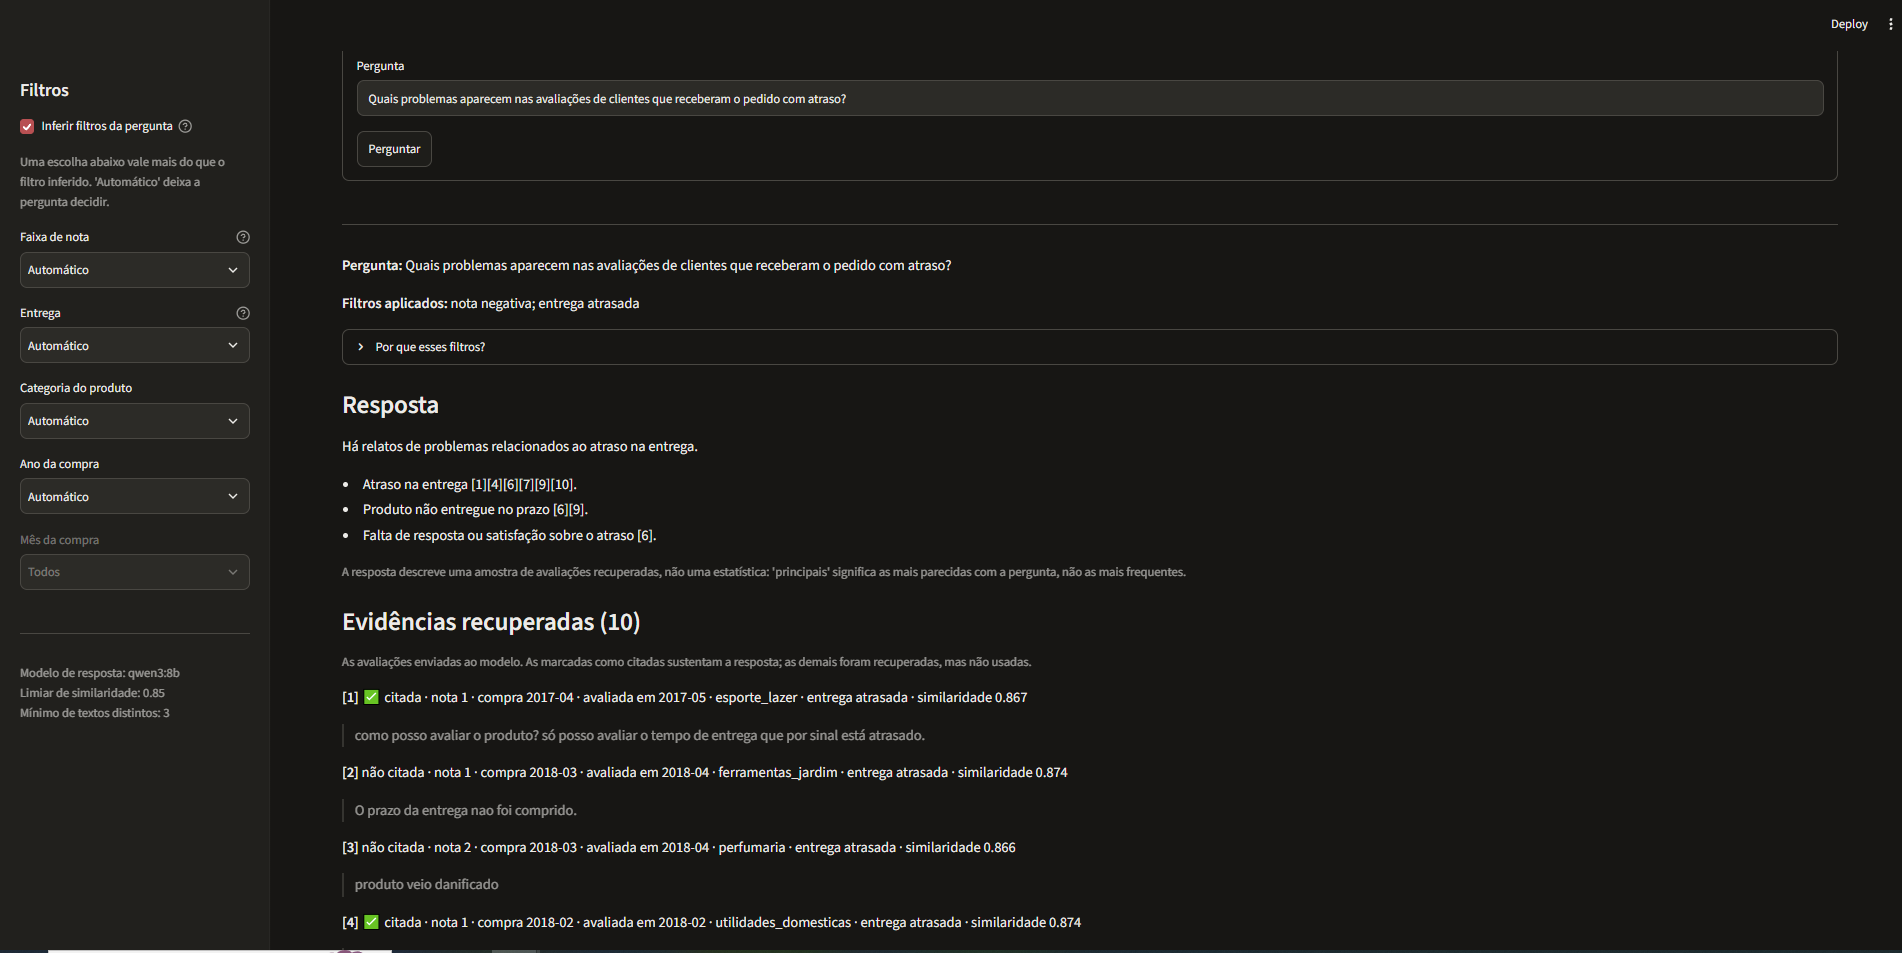 Deploy
Filtros
Inferir filtros da pergunta
Uma escolha abaixo vale mais do que o
filtro inferido. 'Automático' deixa a
pergunta decidir.
Faixa de nota
Automático
Entrega
Automático
Categoria do produto
Automático
Ano da compra
Automático
Mês da compra
Todos
Modelo de resposta: qwen3:8b
Limiar de similaridade: 0.85
Mínimo de textos distintos: 3
Pergunta
Quais problemas aparecem nas avaliações de clientes que receberam o pedido com atraso?
Perguntar
Pergunta: Quais problemas aparecem nas avaliações de clientes que receberam o pedido com atraso?
Filtros aplicados: nota negativa; entrega atrasada
Por que esses filtros?
Resposta
Há relatos de problemas relacionados ao atraso na entrega.
• Atraso na entrega [1][4][6][7][9][10].
• Produto não entregue no prazo [6][9].
• Falta de resposta ou satisfação sobre o atraso [6].
A resposta descreve uma amostra de avaliações recuperadas, não uma estatística: 'principais' significa as mais parecidas com a pergunta, não as mais frequentes.
Evidências recuperadas (10)
As avaliações enviadas ao modelo. As marcadas como citadas sustentam a resposta; as demais foram recuperadas, mas não usadas.
[1] ✅ citada · nota 1 · compra 2017-04 · avaliada em 2017-05 · esporte_lazer · entrega atrasada · similaridade 0.867
como posso avaliar o produto? só posso avaliar o tempo de entrega que por sinal está atrasado.
[2] não citada · nota 1 · compra 2018-03 · avaliada em 2018-04 · ferramentas_jardim · entrega atrasada · similaridade 0.874
O prazo da entrega nao foi comprido.
[3] não citada · nota 2 · compra 2018-03 · avaliada em 2018-04 · perfumaria · entrega atrasada · similaridade 0.866
produto veio danificado
[4] ✅ citada · nota 1 · compra 2018-02 · avaliada em 2018-02 · utilidades_domesticas · entrega atrasada · similaridade 0.874